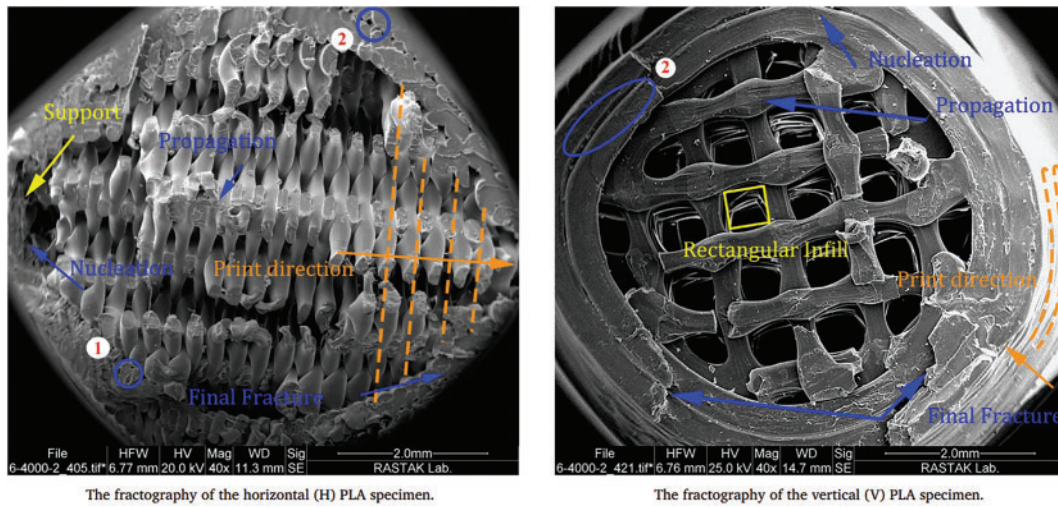 2
Support
Propagation
Nucleation
Print direction
1
Final Fracture
File HFW HV Mag WD Sig 2.0mm
6-4000-2_405.tif* 6.77 mm 20.0 kV 40x 11.3 mm SE RASTAK Lab.
The fractography of the horizontal (H) PLA specimen.
2
Nucleation
Propagation
Rectangular Infill
Print direction
Final Fracture
File HFW HV Mag WD Sig 2.0mm
6-4000-2_421.tif* 6.76 mm 25.0 kV 40x 14.7 mm SE RASTAK Lab.
The fractography of the vertical (V) PLA specimen.